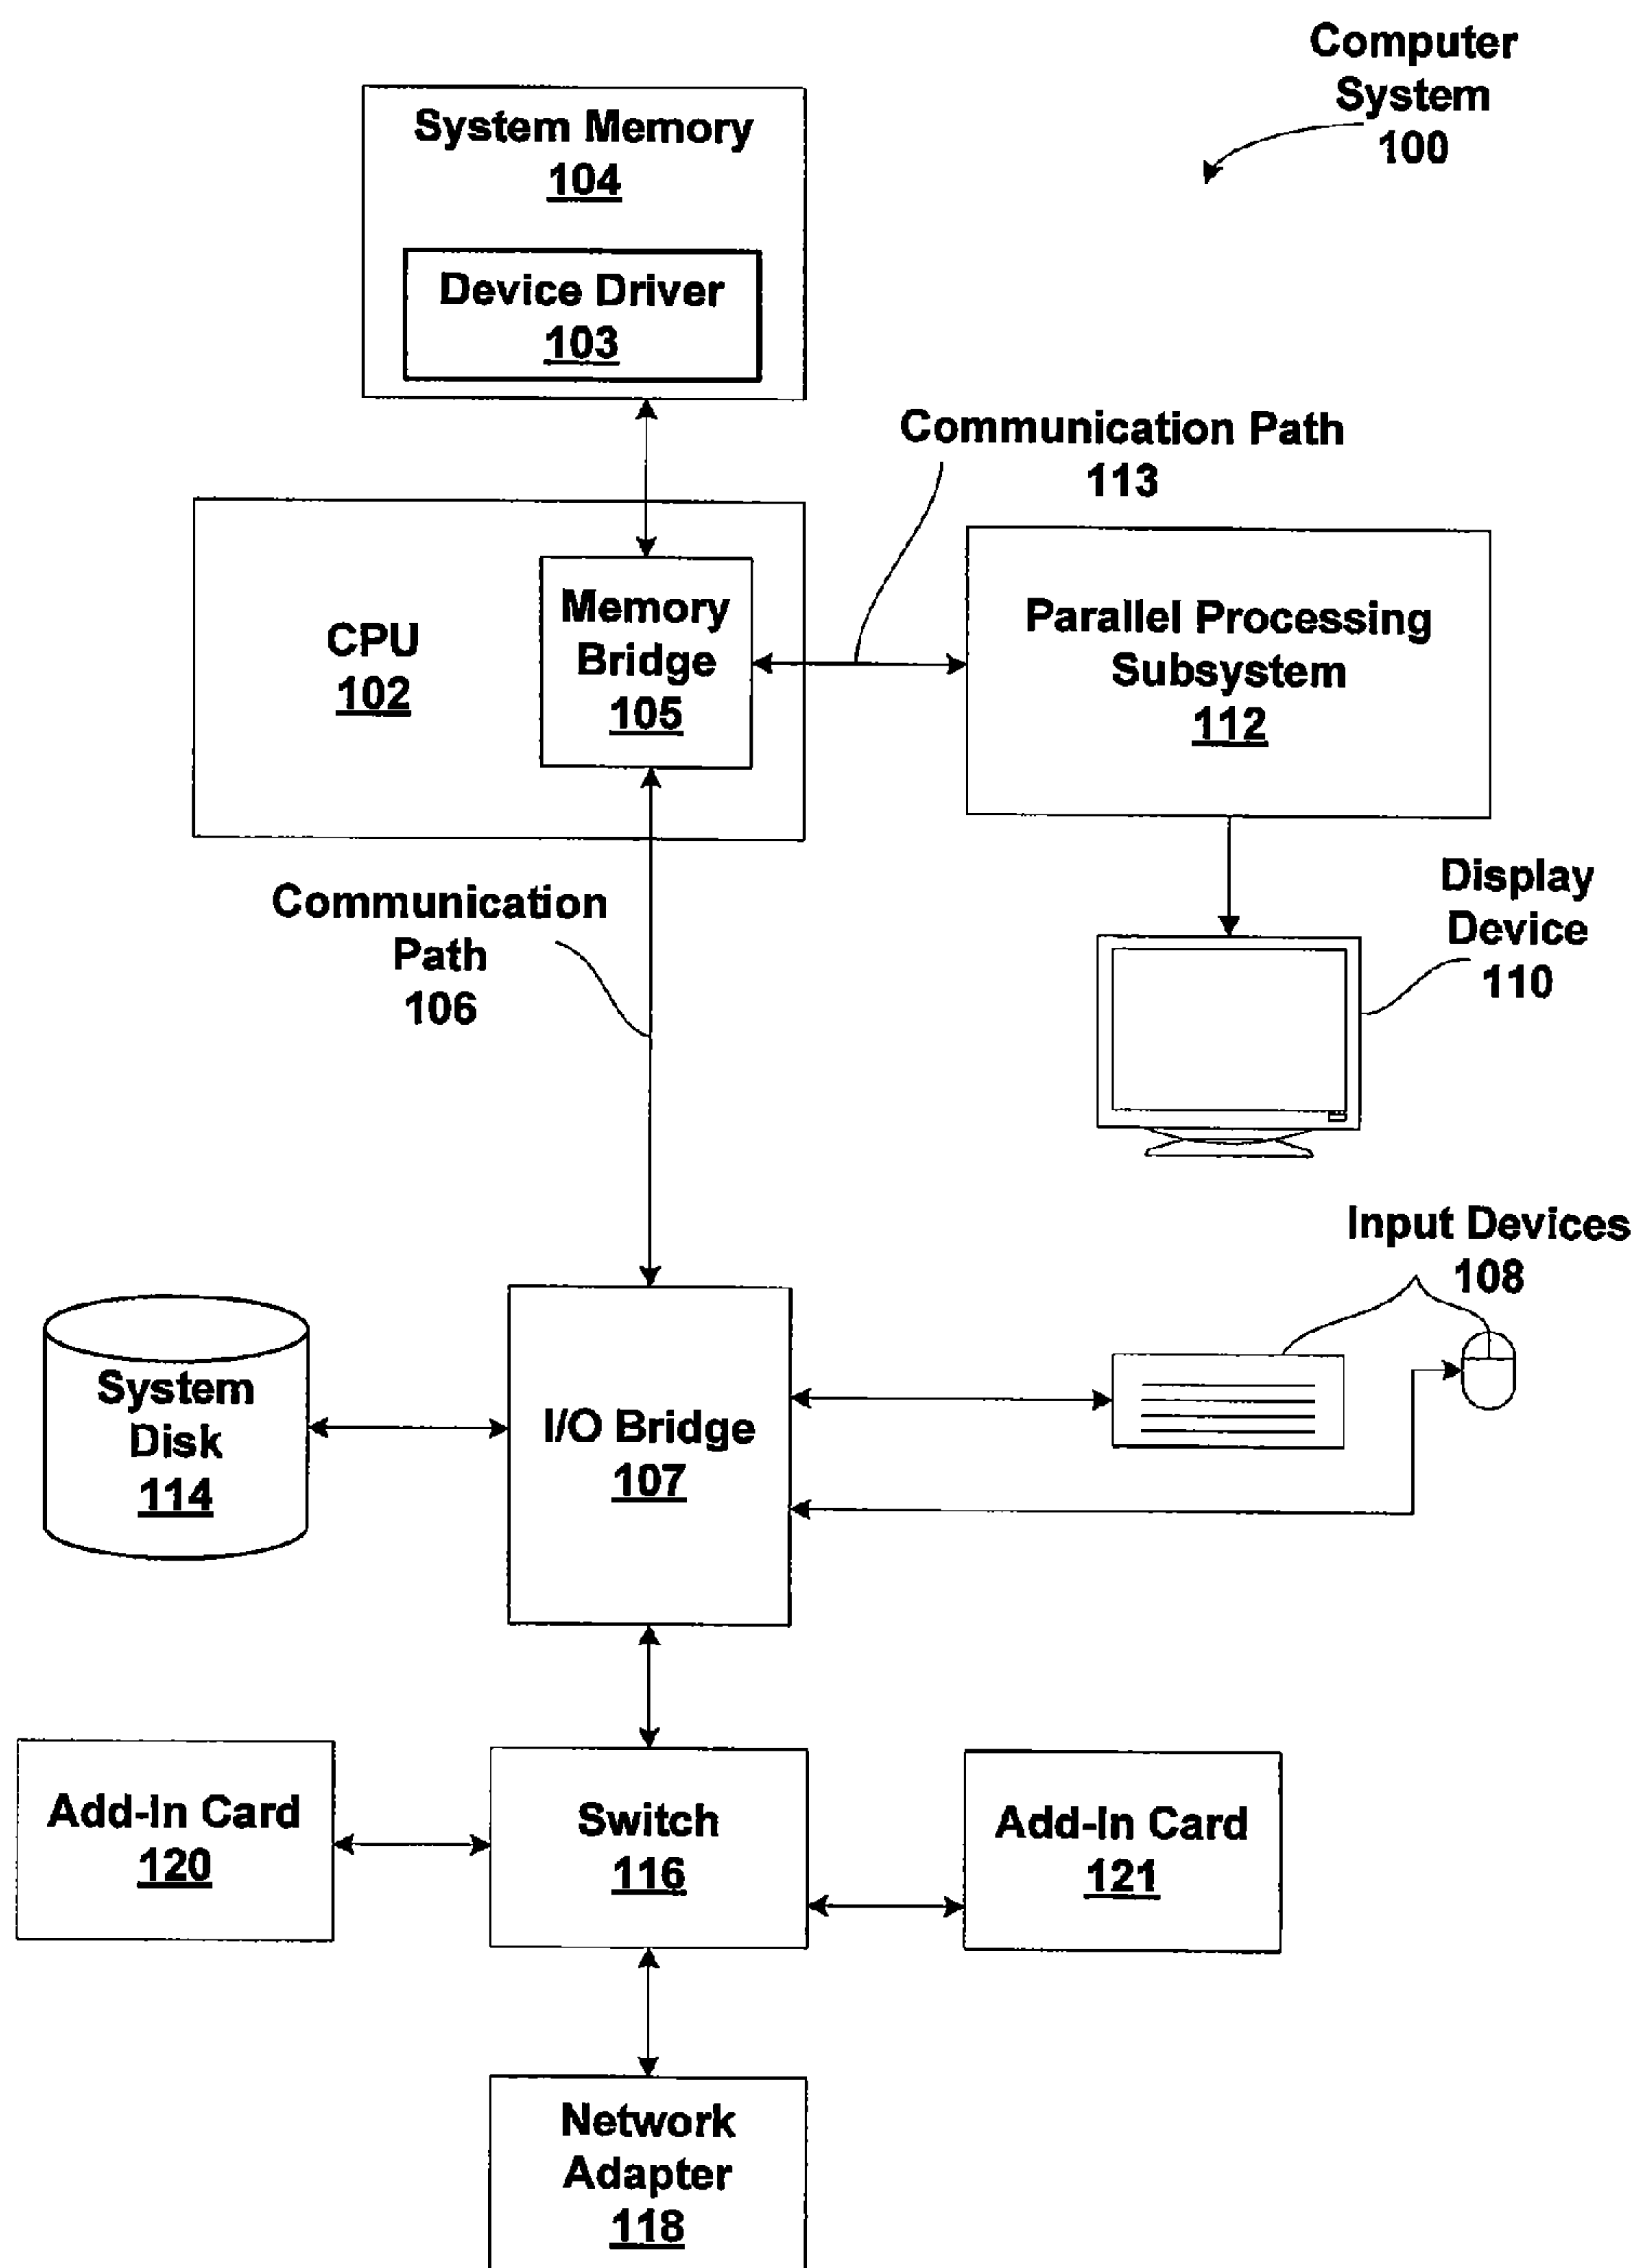 Computer
System
100
System Memory
104
Device Driver
103
Communication Path
113
CPU
102
Memory
Bridge
105
Parallel Processing
Subsystem
112
Communication
Path
106
Display
Device
110
Input Devices
108
System
Disk
114
I/O Bridge
107
Add-In Card
120
Switch
116
Add-In Card
121
Network
Adapter
118